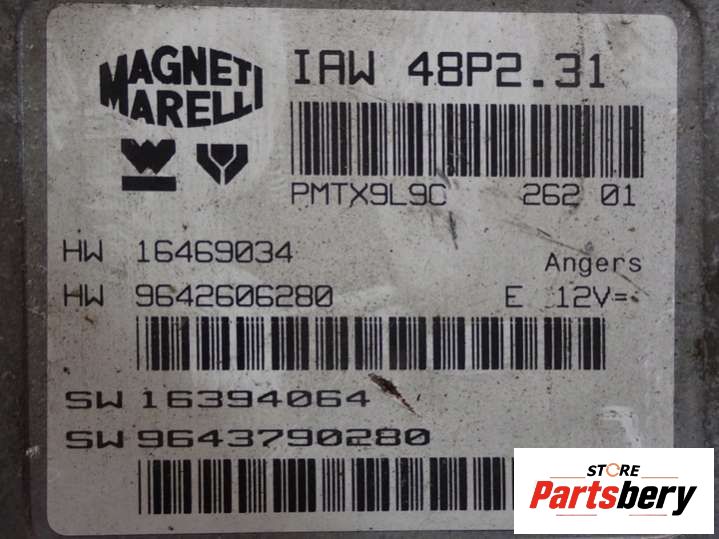 MAGNETI
MARELLI
IAW 48P2.31
PMTX9L9C 262 01
HW 16469034
Angers
HW 9642606280
E 12V=
SW 16394064
SW 9643790280
STORE
Partsbery